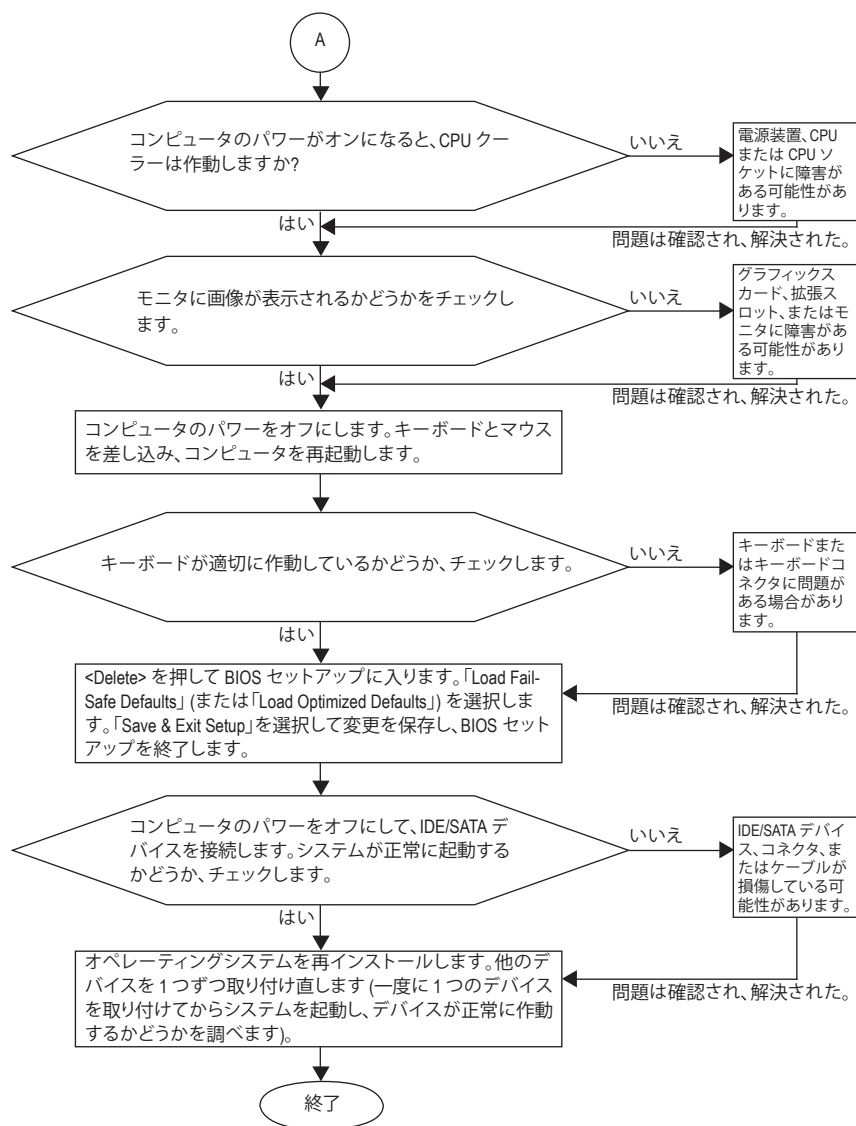 A
コンピュータのパワーがオンになると、CPU クー
ラーは作動しますか?
いいえ
電源装置、CPU
または CPU ソ
ケットに障害が
ある可能性があ
ります。
はい
問題は確認され、解決された。
モニタに画像が表示されるかどうかをチェックし
ます。
いいえ
グラフィックス
カード、拡張ス
ロット、またはモ
ニタに障害があ
る可能性があり
ます。
はい
問題は確認され、解決された。
コンピュータのパワーをオフにします。キーボードとマウス
を差し込み、コンピュータを再起動します。
キーボードが適切に作動しているかどうか、チェックします。
いいえ
キーボードまた
はキーボードコ
ネクタに問題が
ある場合があり
ます。
はい
<Delete> を押して BIOS セットアップに入ります。「Load Fail-
Safe Defaults」 (または「Load Optimized Defaults」) を選択しま
す。「Save & Exit Setup」を選択して変更を保存し、BIOS セット
アップを終了します。
問題は確認され、解決された。
コンピュータのパワーをオフにして、IDE/SATA デ
バイスを接続します。システムが正常に起動する
かどうか、チェックします。
いいえ
IDE/SATA デバイ
ス、コネクタ、ま
たはケーブルが
損傷している可
能性があります。
はい
オペレーティングシステムを再インストールします。他のデ
バイスを 1 つずつ取り付け直します (一度に 1 つのデバイス
を取り付けてからシステムを起動し、デバイスが正常に作動
するかどうかを調べます)。
問題は確認され、解決された。
終了